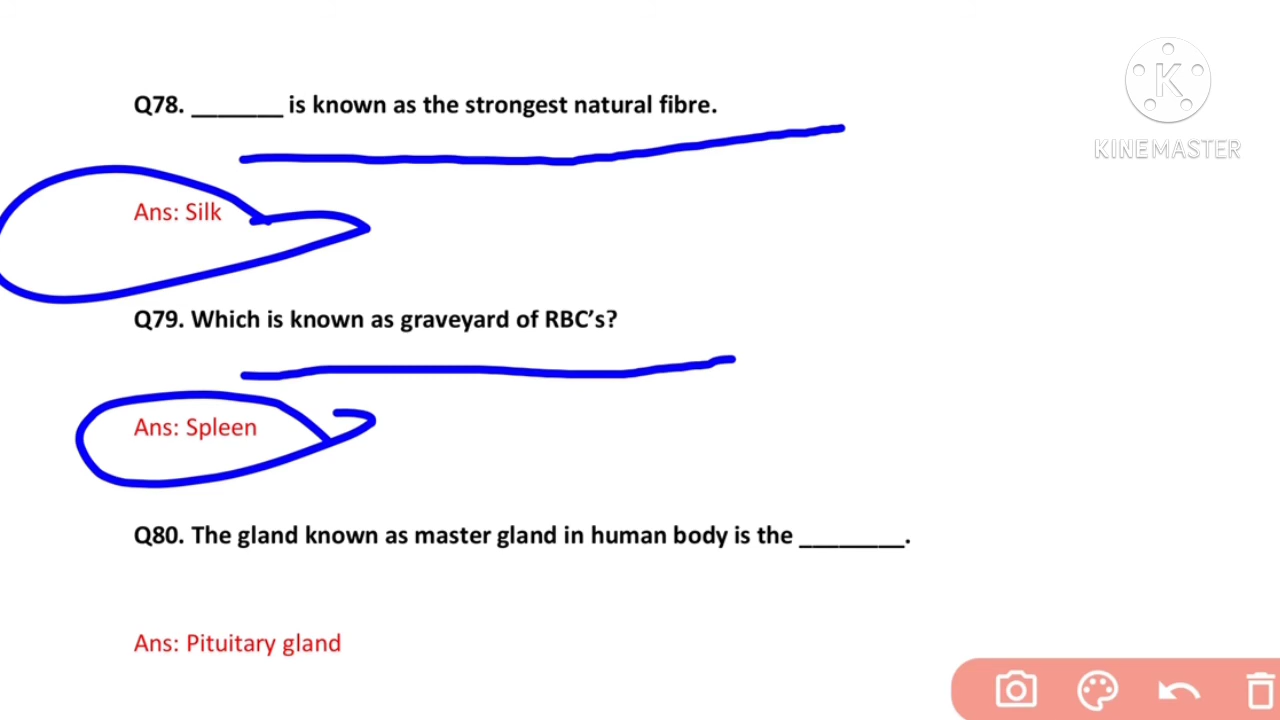 Q78. _______ is known as the strongest natural fibre.
K
KINEMASTER
Ans: Silk
Q79. Which is known as graveyard of RBC’s?
Ans: Spleen
Q80. The gland known as master gland in human body is the ________.
Ans: Pituitary gland